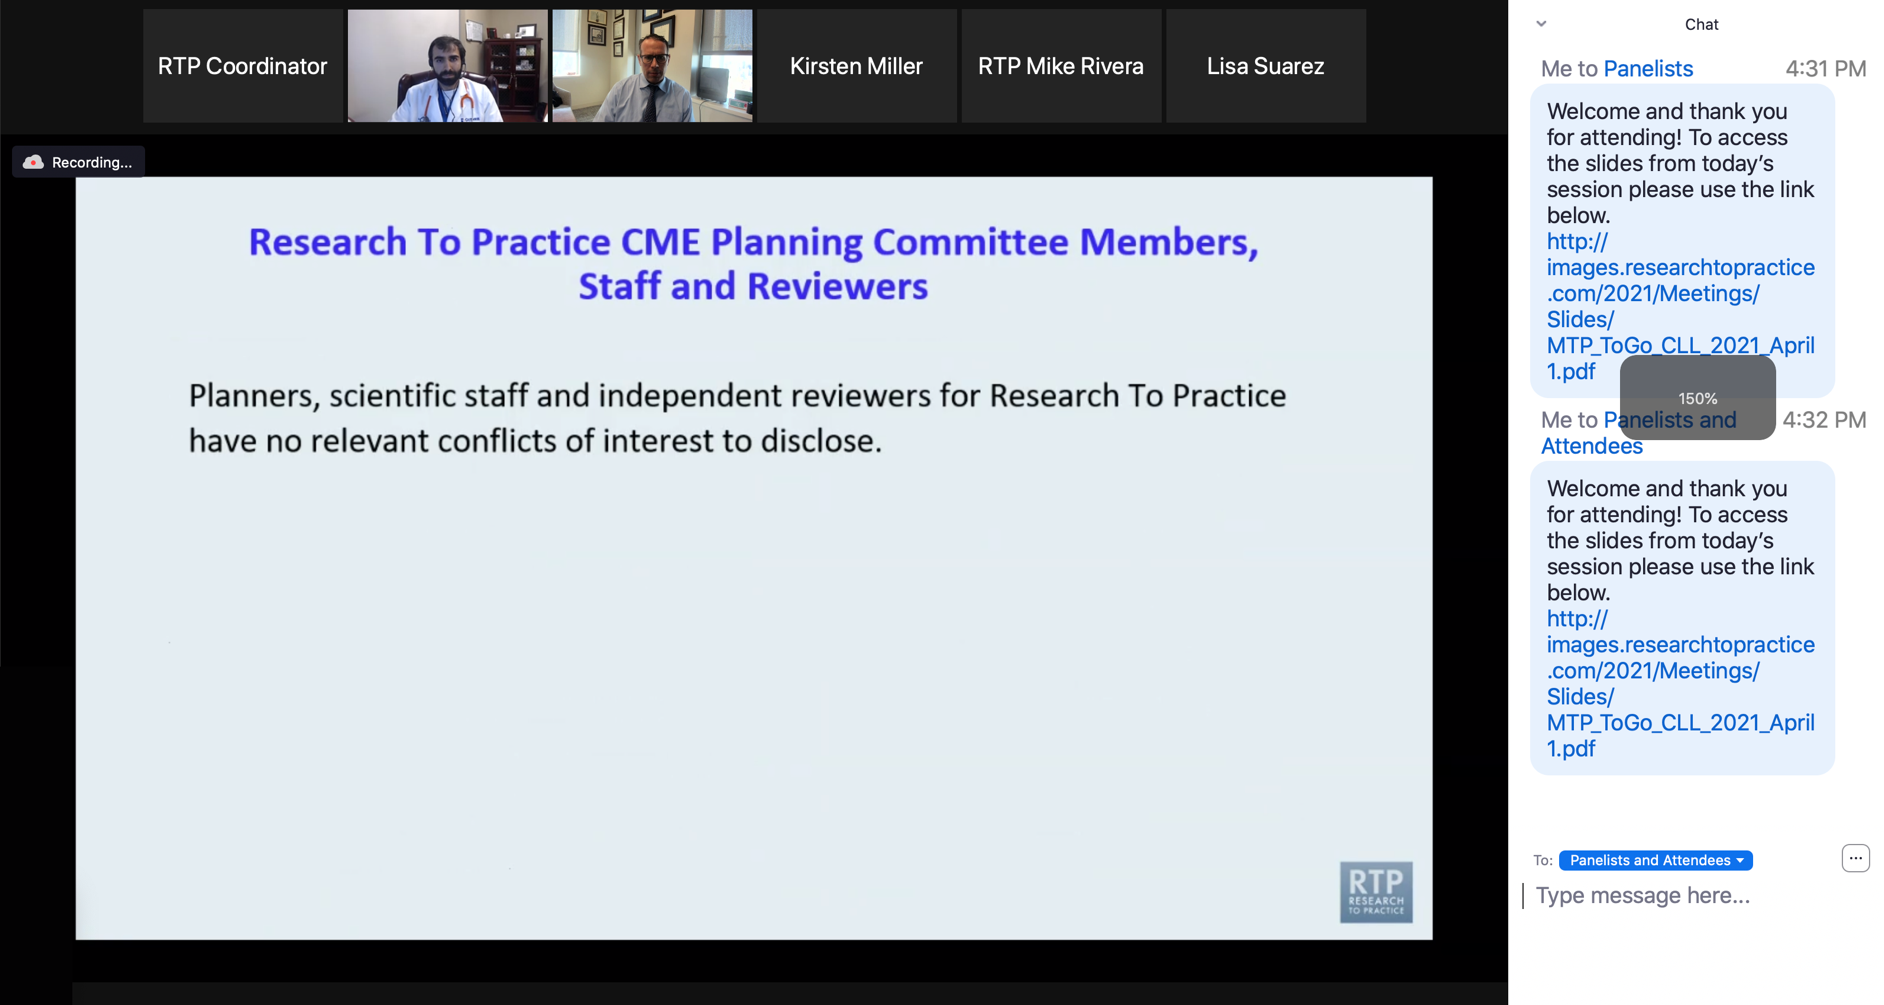 RTP Coordinator
Kirsten Miller
RTP Mike Rivera
Lisa Suarez
Recording...
Research To Practice CME Planning Committee Members,
Staff and Reviewers
Planners, scientific staff and independent reviewers for Research To Practice
have no relevant conflicts of interest to disclose.
RTP
RESEARCH
TO PRACTICE
Chat
Me to Panelists 4:31 PM
Welcome and thank you
for attending! To access
the slides from today’s
session please use the link
below.
http://
images.researchtopractice
.com/2021/Meetings/
Slides/
MTP_ToGo_CLL_2021_April
1.pdf
150%
Me to Panelists and 4:32 PM
Attendees
Welcome and thank you
for attending! To access
the slides from today’s
session please use the link
below.
http://
images.researchtopractice
.com/2021/Meetings/
Slides/
MTP_ToGo_CLL_2021_April
1.pdf
To: Panelists and Attendees
Type message here...